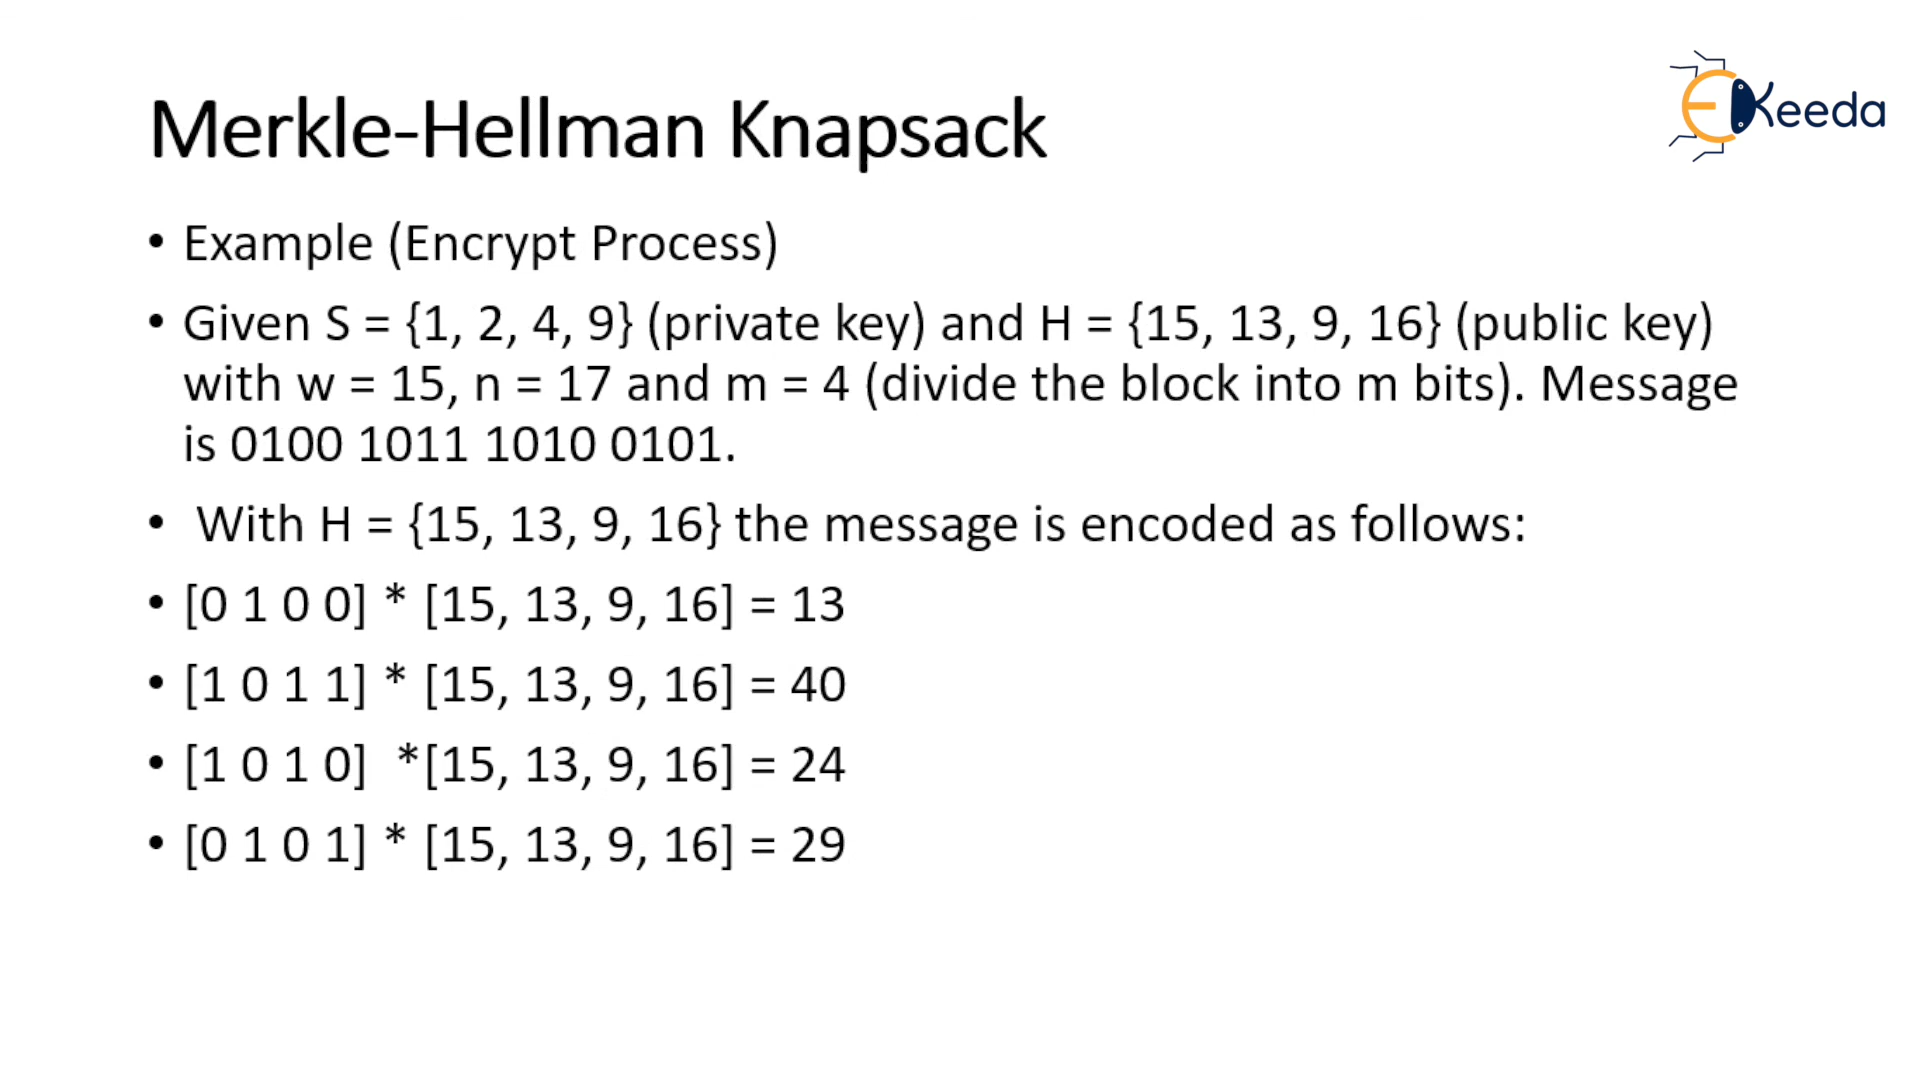 EKeeda
Merkle-Hellman Knapsack
• Example (Encrypt Process)
• Given S = {1, 2, 4, 9} (private key) and H = {15, 13, 9, 16} (public key)
with w = 15, n = 17 and m = 4 (divide the block into m bits). Message
is 0100 1011 1010 0101.
• With H = {15, 13, 9, 16} the message is encoded as follows:
• [0 1 0 0] * [15, 13, 9, 16] = 13
• [1 0 1 1] * [15, 13, 9, 16] = 40
• [1 0 1 0] *[15, 13, 9, 16] = 24
• [0 1 0 1] * [15, 13, 9, 16] = 29